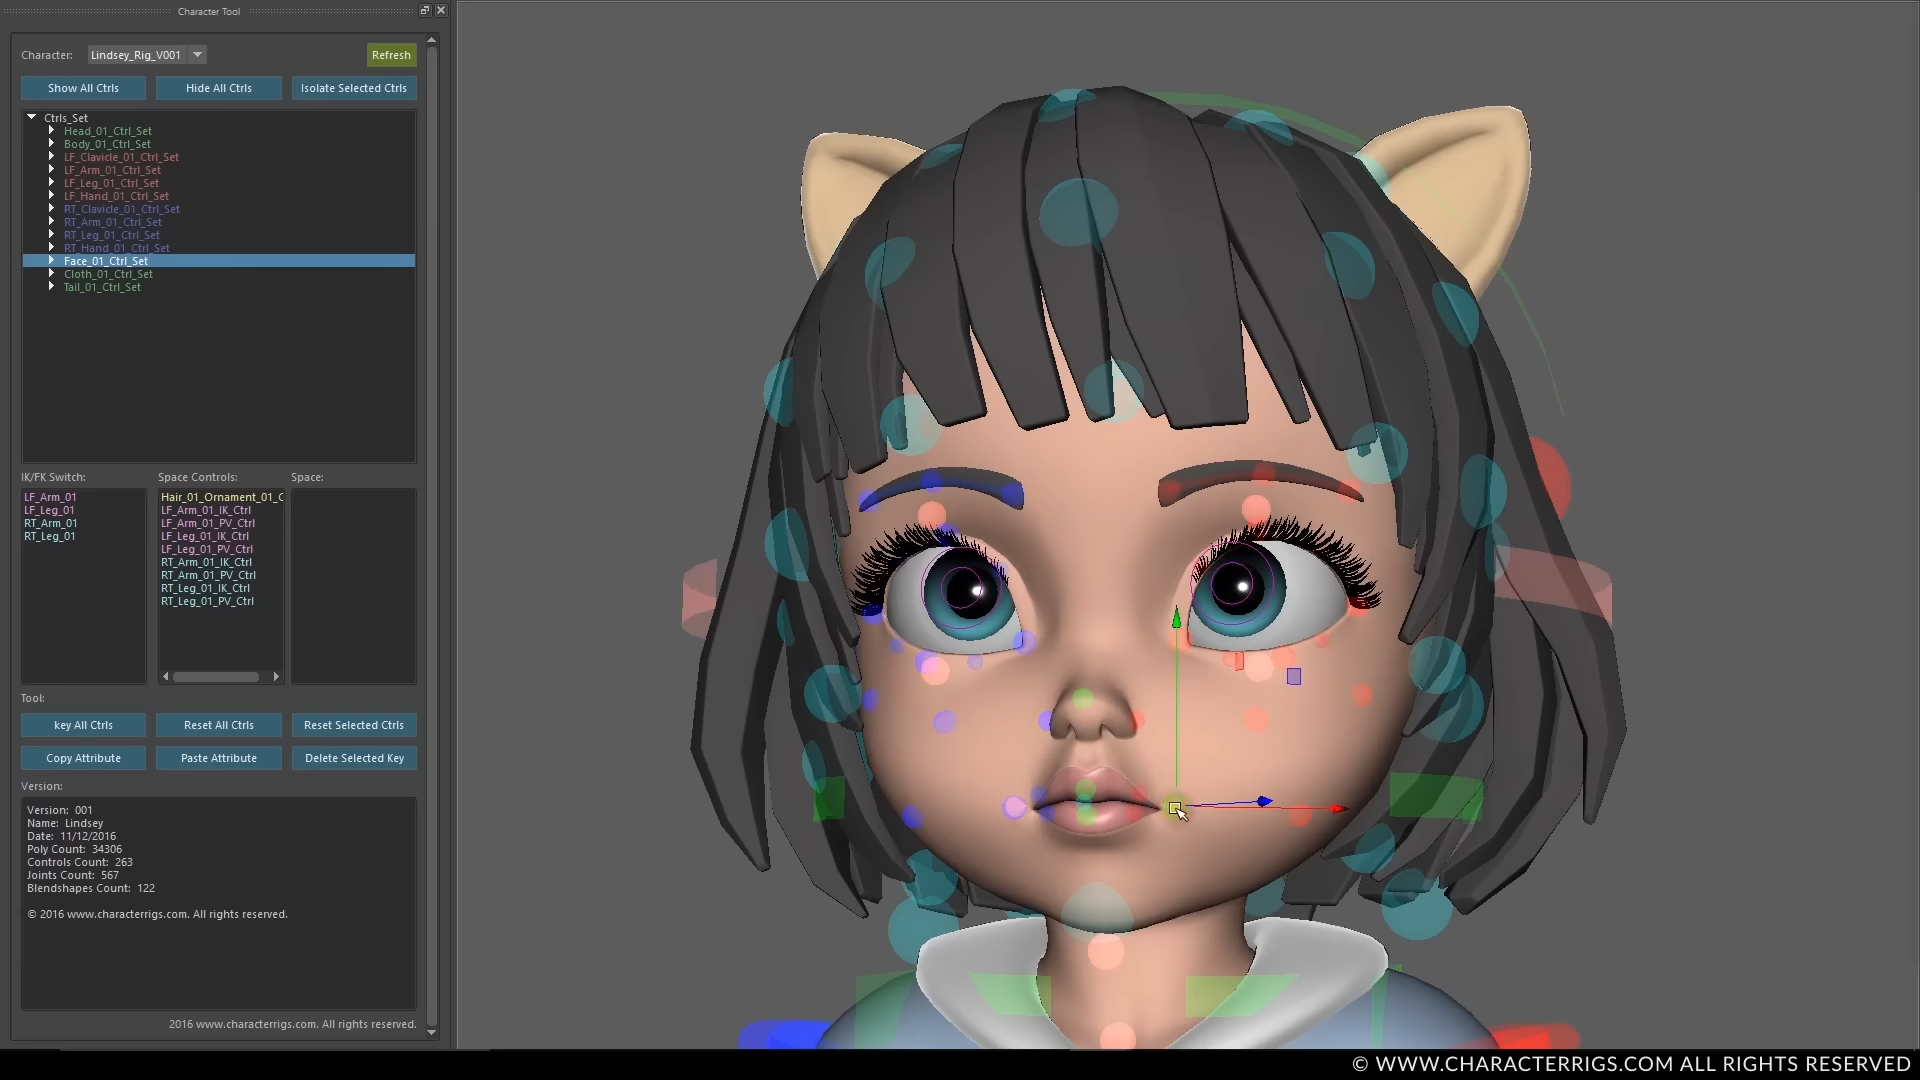 Character Tool
Character: Lindsey_Rig_V001 Refresh
Show All Ctrls Hide All Ctrls Isolate Selected Ctrls
Ctrls_Set
Head_01_Ctrl_Set
Body_01_Ctrl_Set
LF_Clavicle_01_Ctrl_Set
LF_Arm_01_Ctrl_Set
LF_Leg_01_Ctrl_Set
LF_Hand_01_Ctrl_Set
RT_Clavicle_01_Ctrl_Set
RT_Arm_01_Ctrl_Set
RT_Leg_01_Ctrl_Set
RT_Hand_01_Ctrl_Set
Face_01_Ctrl_Set
Cloth_01_Ctrl_Set
Tail_01_Ctrl_Set
IK/FK Switch:
LF_Arm_01
LF_Leg_01
RT_Arm_01
RT_Leg_01
Space Controls:
Hair_01_Ornament_01_C
LF_Arm_01_IK_Ctrl
LF_Arm_01_PV_Ctrl
LF_Leg_01_IK_Ctrl
LF_Leg_01_PV_Ctrl
RT_Arm_01_IK_Ctrl
RT_Arm_01_PV_Ctrl
RT_Leg_01_IK_Ctrl
RT_Leg_01_PV_Ctrl
Space:
Tool:
key All Ctrls Reset All Ctrls Reset Selected Ctrls
Copy Attribute Paste Attribute Delete Selected Key
Version:
Version: 001
Name: Lindsey
Date: 11/12/2016
Poly Count: 34306
Controls Count: 263
Joints Count: 567
Blendshapes Count: 122
© 2016 www.characterrigs.com. All rights reserved.
2016 www.characterrigs.com. All rights reserved.
© WWW.CHARACTERRIGS.COM ALL RIGHTS RESERVED